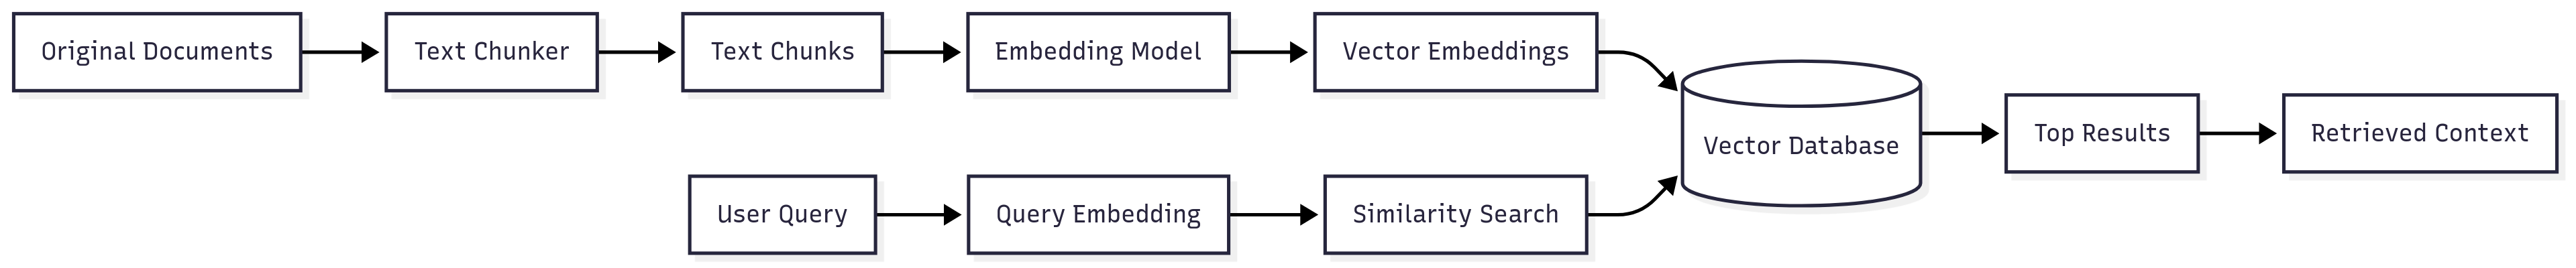 Original Documents
Text Chunker
Text Chunks
Embedding Model
Vector Embeddings
Vector Database
Top Results
Retrieved Context
User Query
Query Embedding
Similarity Search